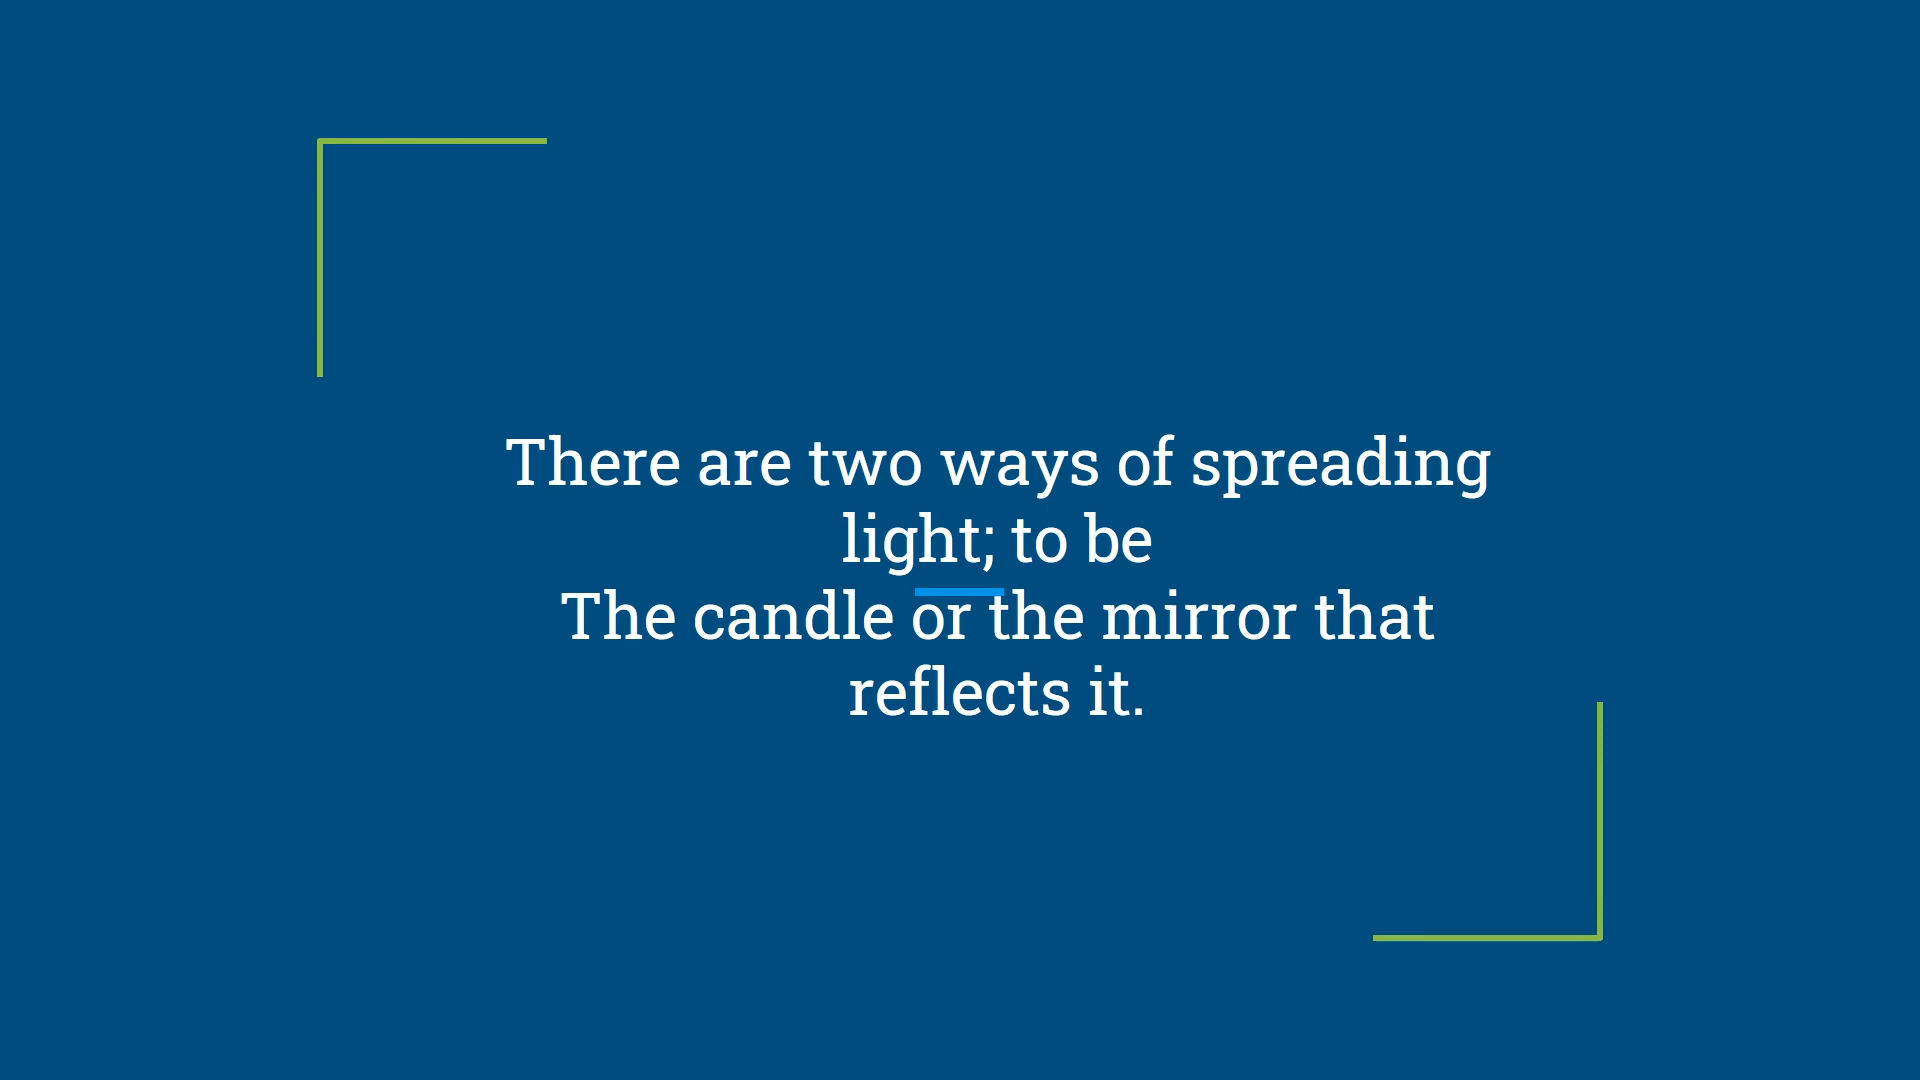 There are two ways of spreading
light; to be
The candle or the mirror that
reflects it.